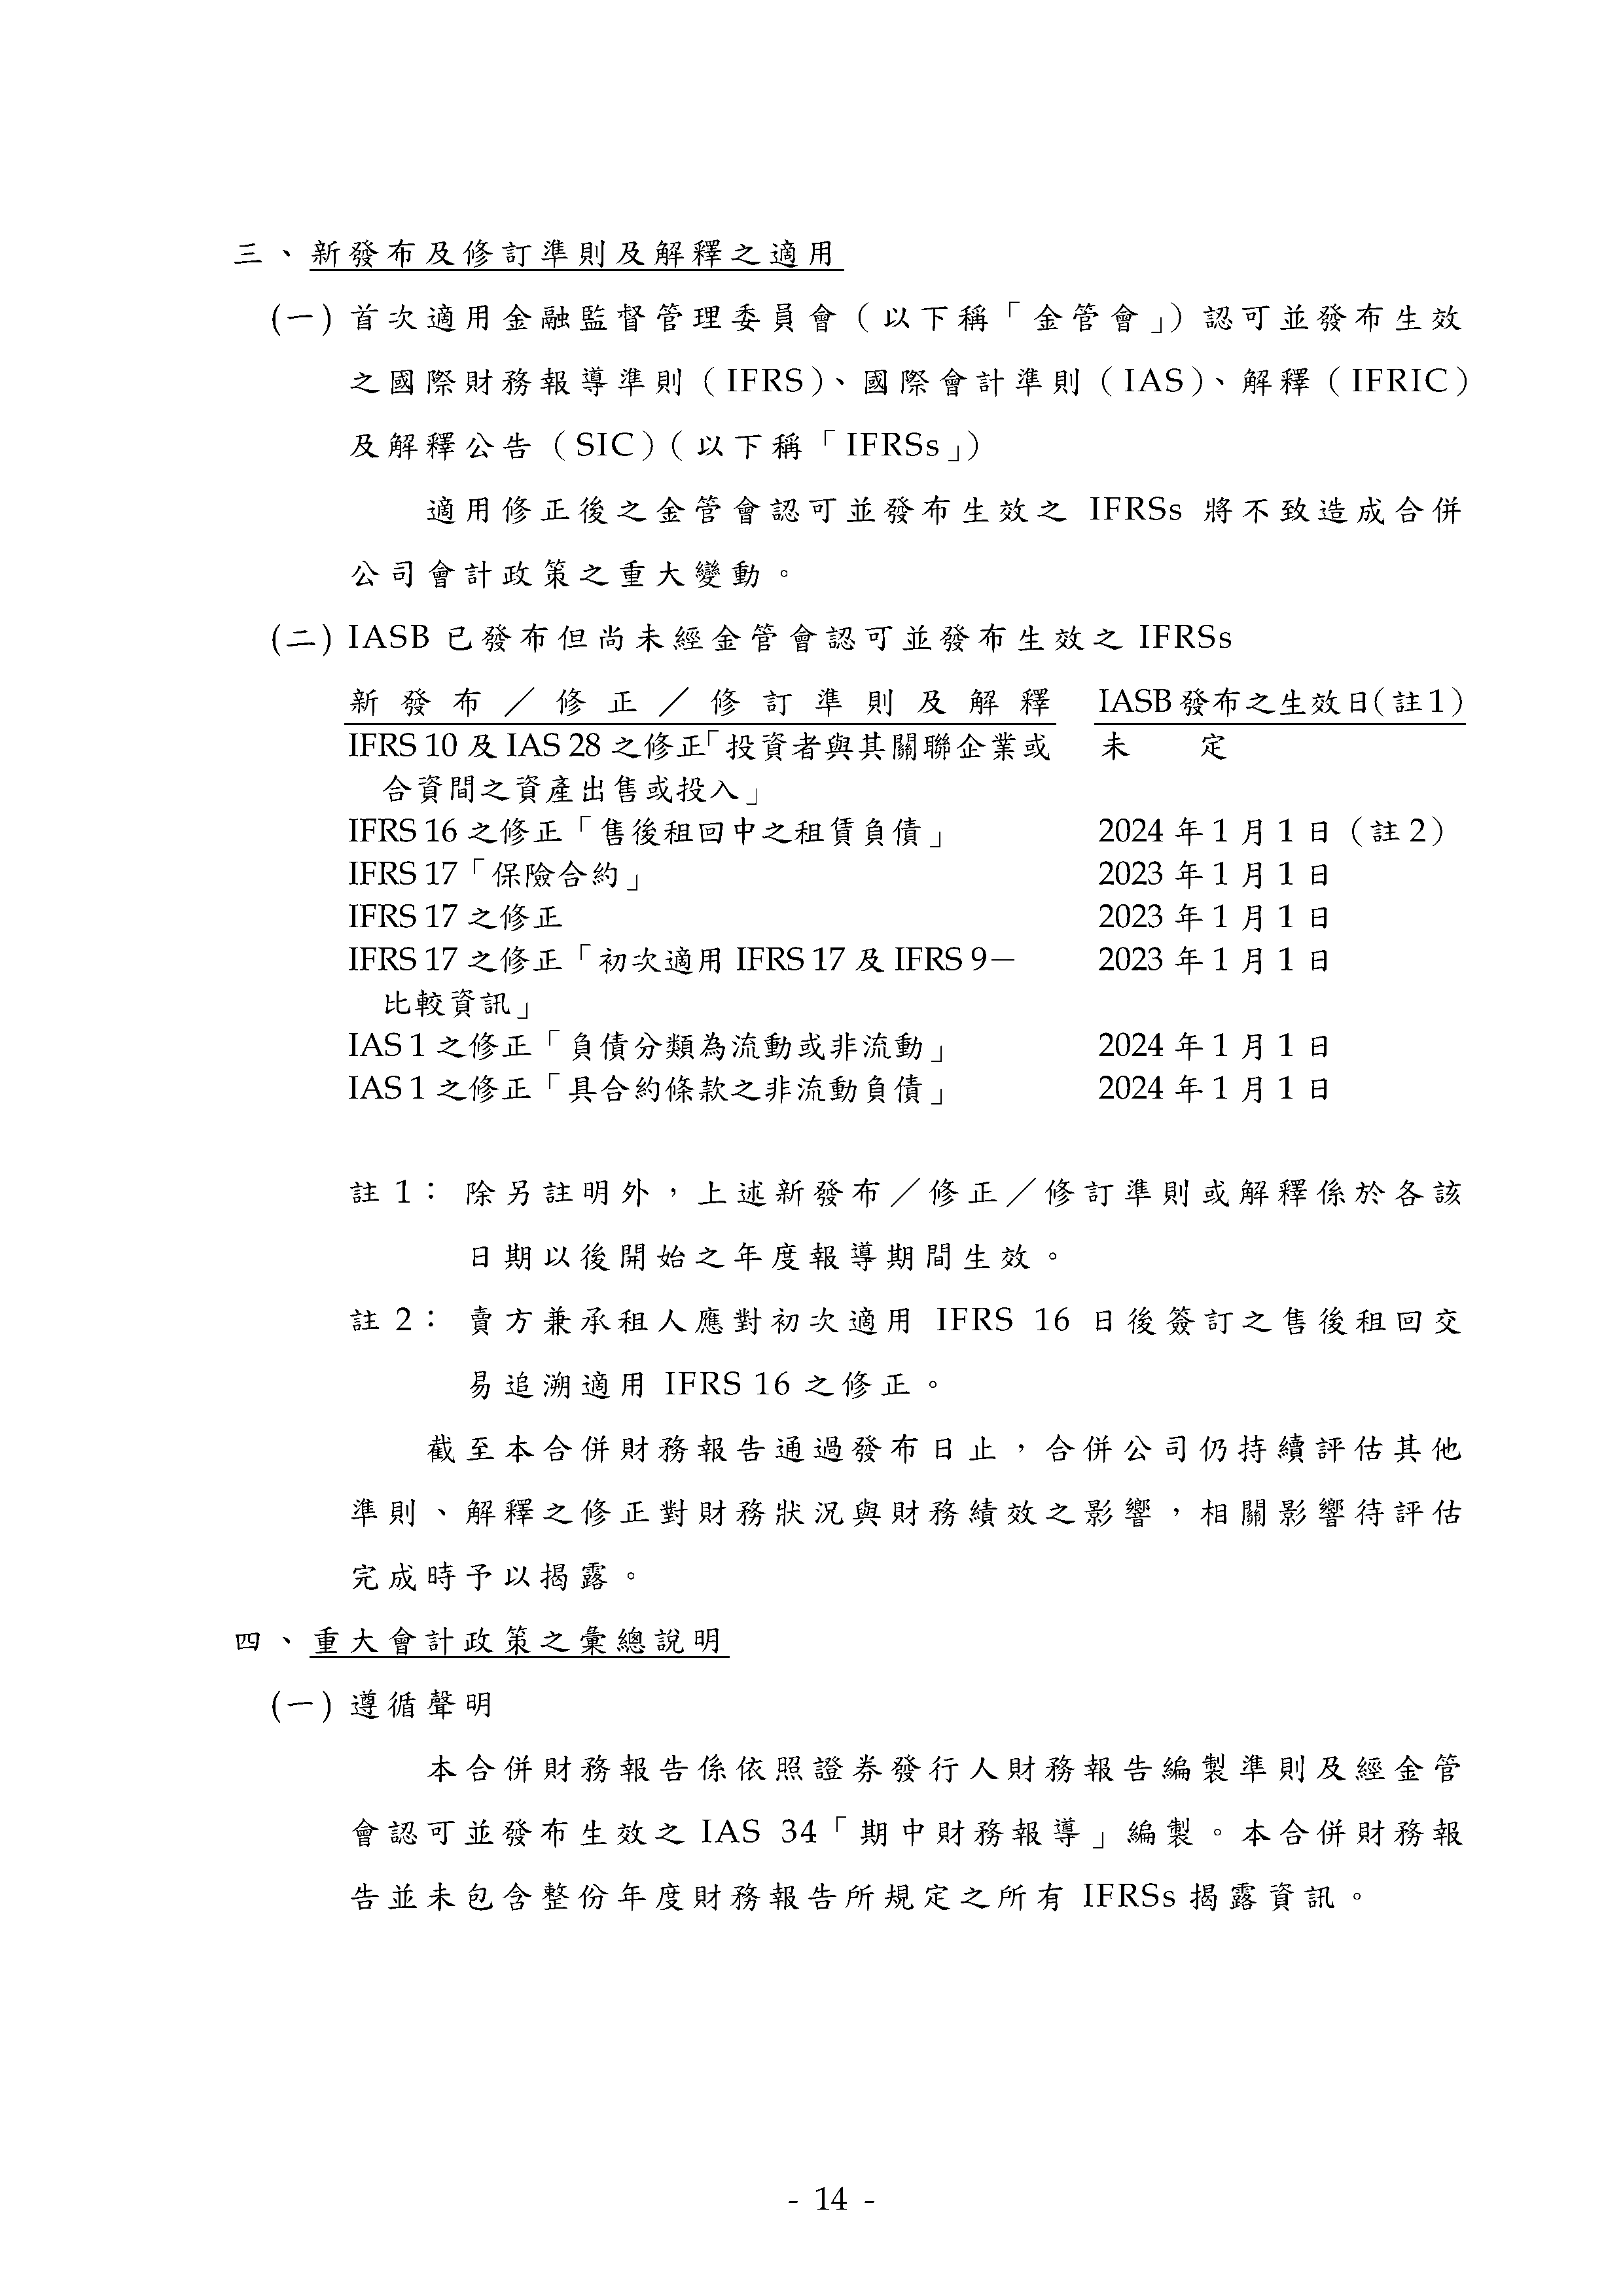 三、新發布及修訂準則及解釋之適用
(一) 首次適用金融監督管理委員會（以下稱「金管會」）認可並發布生效
之國際財務報導準則（IFRS）、國際會計準則（IAS）、解釋（IFRIC）
及解釋公告（SIC）（以下稱「IFRSs」）
適用修正後之金管會認可並發布生效之 IFRSs 將不致造成合併
公司會計政策之重大變動。
(二) IASB 已發布但尚未經金管會認可並發布生效之 IFRSs
新發布／修正／修訂準則及解釋 IASB 發布之生效日（註1）
IFRS 10 及 IAS 28 之修正「投資者與其關聯企業或 未定
合資間之資產出售或投入」
IFRS 16 之修正「售後租回中之租賃負債」 2024 年 1 月 1 日（註 2）
IFRS 17「保險合約」 2023 年 1 月 1 日
IFRS 17 之修正 2023 年 1 月 1 日
IFRS 17 之修正「初次適用 IFRS 17 及 IFRS 9－ 2023 年 1 月 1 日
比較資訊」
IAS 1 之修正「負債分類為流動或非流動」 2024 年 1 月 1 日
IAS 1 之修正「具合約條款之非流動負債」 2024 年 1 月 1 日
註 1： 除另註明外，上述新發布／修正／修訂準則或解釋係於各該
日期以後開始之年度報導期間生效。
註 2： 賣方兼承租人應對初次適用 IFRS 16 日後簽訂之售後租回交
易追溯適用 IFRS 16 之修正。
截至本合併財務報告通過發布日止，合併公司仍持續評估其他
準則、解釋之修正對財務狀況與財務績效之影響，相關影響待評估
完成時予以揭露。
四、重大會計政策之彙總說明
(一) 遵循聲明
本合併財務報告係依照證券發行人財務報告編製準則及經金管
會認可並發布生效之 IAS 34「期中財務報導」編製。本合併財務報
告並未包含整份年度財務報告所規定之所有 IFRSs 揭露資訊。
- 14 -